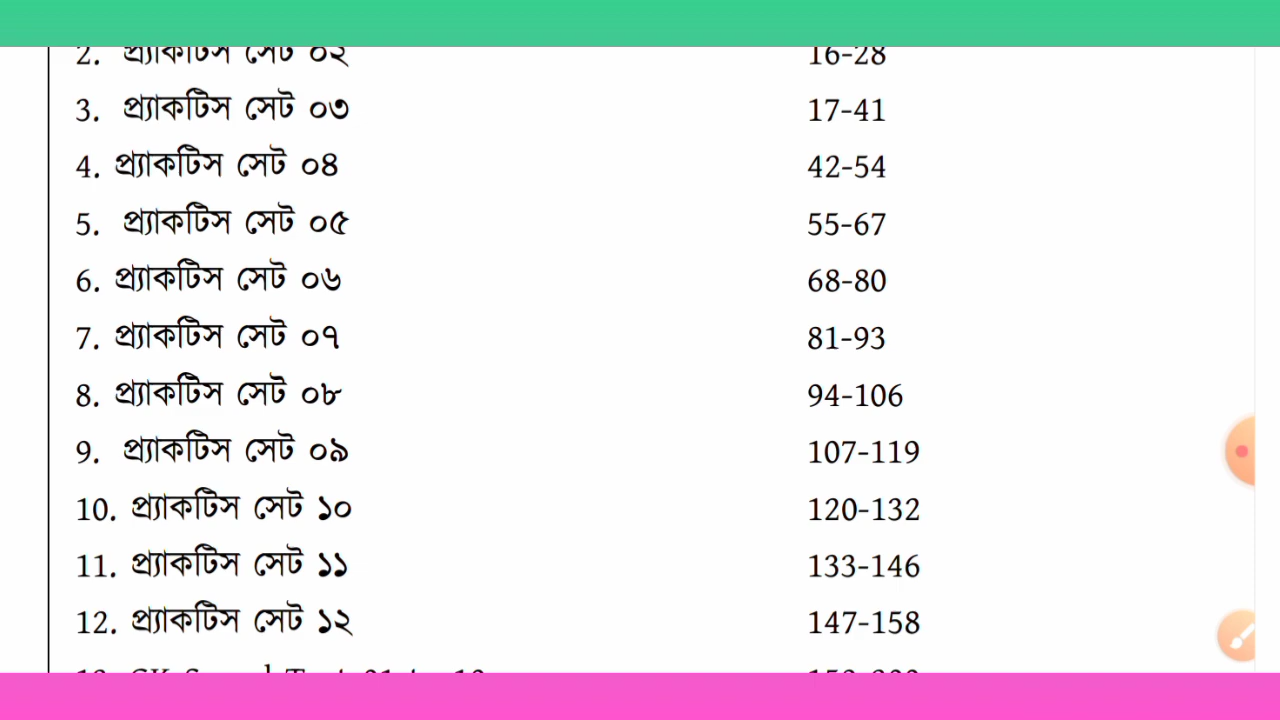 2. প্র্যাকটিস সেট ০২ 16-28
3. প্র্যাকটিস সেট ০৩ 17-41
4. প্র্যাকটিস সেট ০৪ 42-54
5. প্র্যাকটিস সেট ০৫ 55-67
6. প্র্যাকটিস সেট ০৬ 68-80
7. প্র্যাকটিস সেট ০৭ 81-93
8. প্র্যাকটিস সেট ০৮ 94-106
9. প্র্যাকটিস সেট ০৯ 107-119
10. প্র্যাকটিস সেট ১০ 120-132
11. প্র্যাকটিস সেট ১১ 133-146
12. প্র্যাকটিস সেট ১২ 147-158